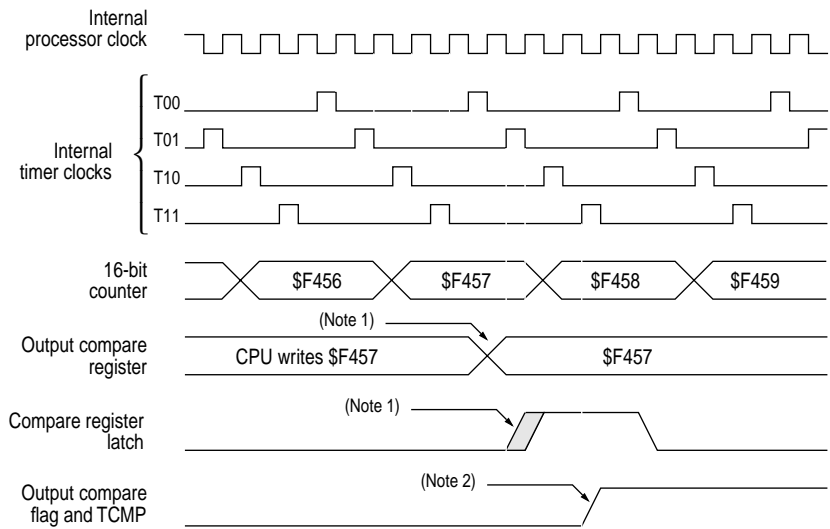 Internal
processor clock
T00
T01
Internal
timer clocks
T10
T11
16-bit
counter
$F456
$F457
$F458
$F459
(Note 1)
Output compare
register
CPU writes $F457
$F457
(Note 1)
Compare register
latch
(Note 2)
Output compare
flag and TCMP